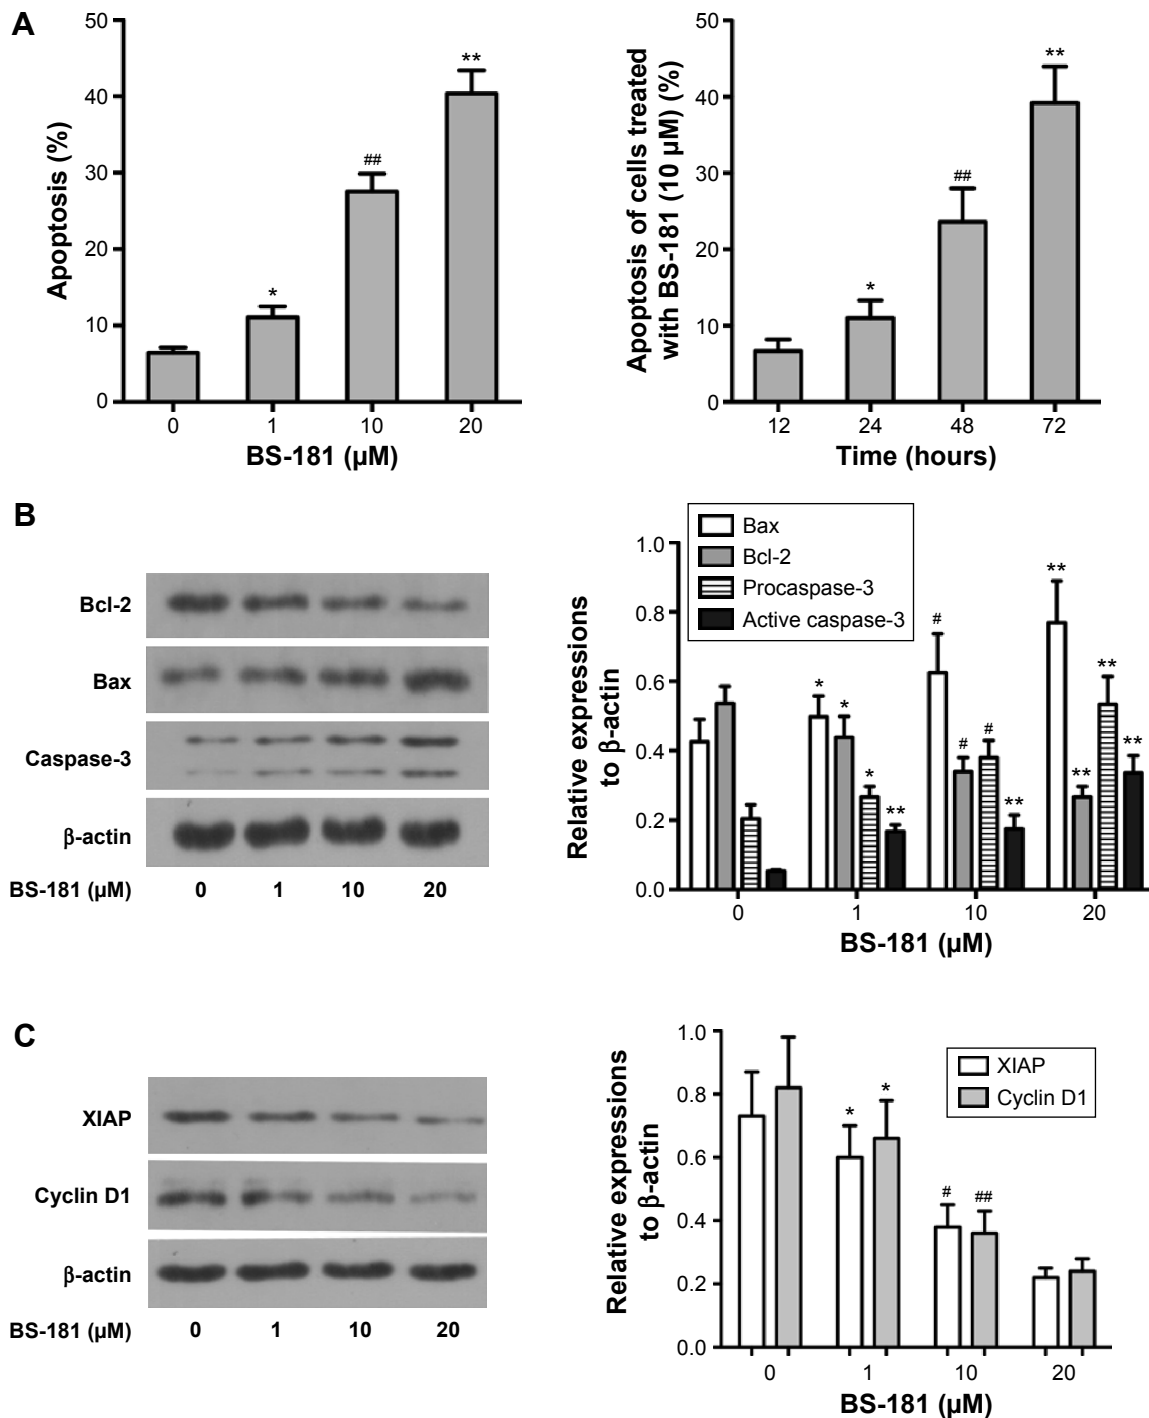 A
50
40
30
20
10
0
Apoptosis (%)
*
##
**
0 1 10 20
BS-181 (µM)
50
40
30
20
10
0
Apoptosis of cells treated
with BS-181 (10 µM) (%)
*
##
**
12 24 48 72
Time (hours)
B
Bcl-2
Bax
Caspase-3
β-actin
BS-181 (µM) 0 1 10 20
Bax
Bcl-2
Procaspase-3
Active caspase-3
1.0
0.8
0.6
0.4
0.2
0.0
Relative expressions
to β-actin
* * * **
# # # **
** ** ** **
0 1 10 20
BS-181 (µM)
C
XIAP
Cyclin D1
β-actin
BS-181 (µM) 0 1 10 20
XIAP
Cyclin D1
1.0
0.8
0.6
0.4
0.2
0.0
Relative expressions
to β-actin
* *
# ##
0 1 10 20
BS-181 (µM)